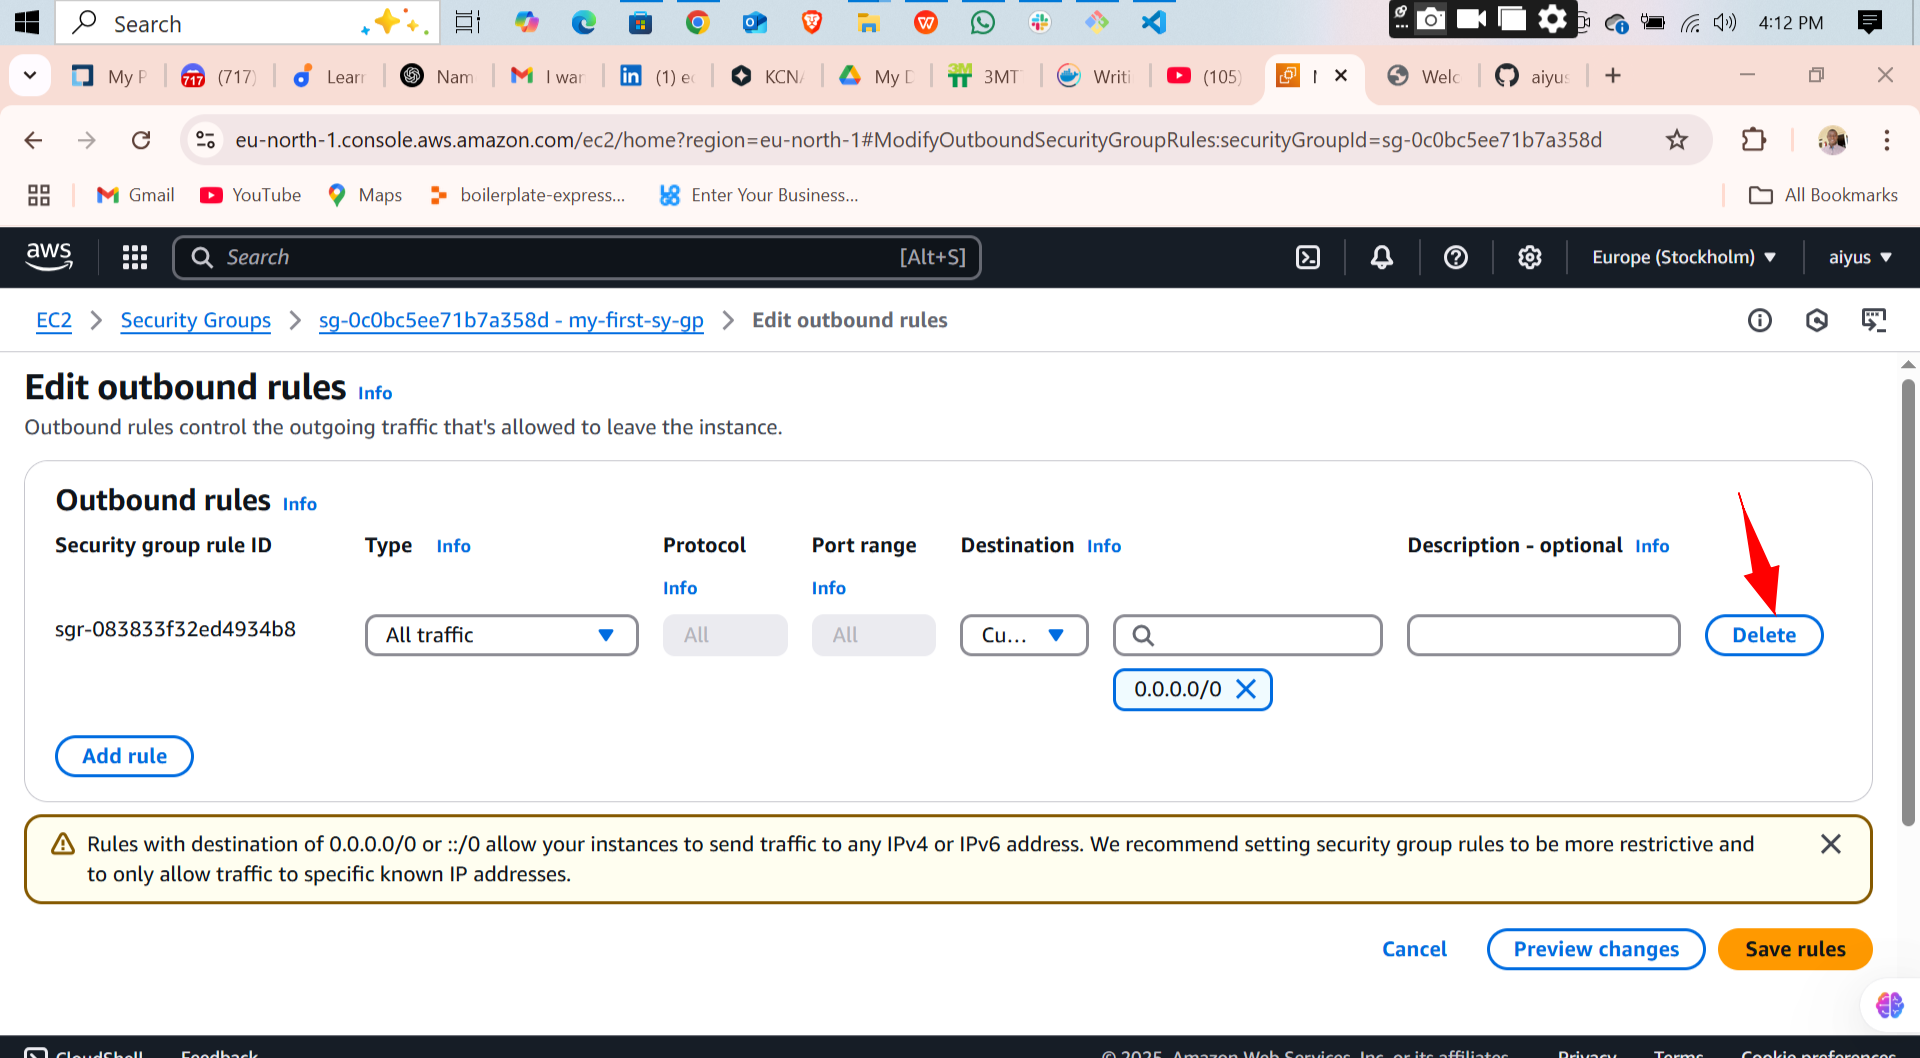 Search
4:12 PM
My P
(717)
Learn
Nam
I war
(1) ec
KCNA
My D
3MT
Writi
(105)
Welc
aiyus
eu-north-1.console.aws.amazon.com/ec2/home?region=eu-north-1#ModifyOutboundSecurityGroupRules:securityGroupId=sg-0c0bc5ee71b7a358d
Gmail
YouTube
Maps
boilerplate-express...
Enter Your Business...
All Bookmarks
aws
Search
[Alt+S]
Europe (Stockholm)
aiyus
EC2
Security Groups
sg-0c0bc5ee71b7a358d - my-first-sy-gp
Edit outbound rules
Edit outbound rules Info
Outbound rules control the outgoing traffic that's allowed to leave the instance.
Outbound rules Info
Security group rule ID
Type Info
Protocol
Info
Port range
Info
Destination Info
Description - optional Info
sgr-083833f32ed4934b8
All traffic
All
All
Cu...
Delete
0.0.0.0/0
Add rule
Rules with destination of 0.0.0.0/0 or ::/0 allow your instances to send traffic to any IPv4 or IPv6 address. We recommend setting security group rules to be more restrictive and
to only allow traffic to specific known IP addresses.
Cancel
Preview changes
Save rules
CloudShell
Feedback
© 2025, Amazon Web Services, Inc. or its affiliates.
Privacy
Terms
Cookie preferences